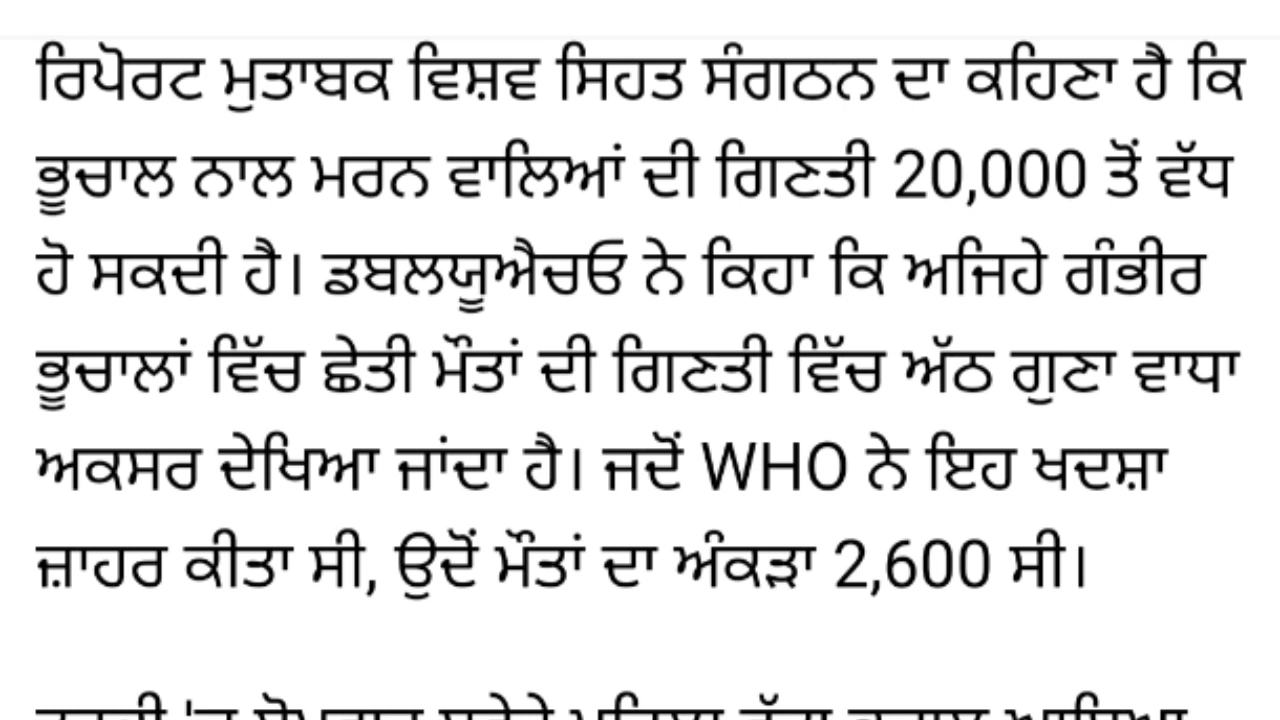 ਰਿਪੋਰਟ ਮੁਤਾਬਕ ਵਿਸ਼ਵ ਸਿਹਤ ਸੰਗਠਨ ਦਾ ਕਹਿਣਾ ਹੈ ਕਿ
ਭੂਚਾਲ ਨਾਲ ਮਰਨ ਵਾਲਿਆਂ ਦੀ ਗਿਣਤੀ 20,000 ਤੋਂ ਵੱਧ
ਹੋ ਸਕਦੀ ਹੈ। ਡਬਲਯੂਐਚਓ ਨੇ ਕਿਹਾ ਕਿ ਅਜਿਹੇ ਗੰਭੀਰ
ਭੂਚਾਲਾਂ ਵਿੱਚ ਛੇਤੀ ਮੌਤਾਂ ਦੀ ਗਿਣਤੀ ਵਿੱਚ ਅੱਠ ਗੁਣਾ ਵਾਧਾ
ਅਕਸਰ ਦੇਖਿਆ ਜਾਂਦਾ ਹੈ। ਜਦੋਂ WHO ਨੇ ਇਹ ਖਦਸ਼ਾ
ਜ਼ਾਹਰ ਕੀਤਾ ਸੀ, ਉਦੋਂ ਮੌਤਾਂ ਦਾ ਅੰਕੜਾ 2,600 ਸੀ।